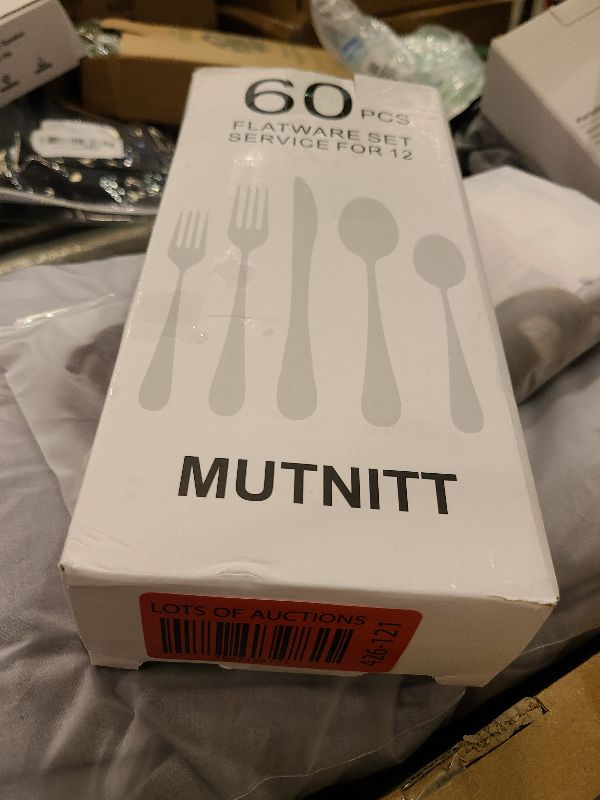 60 PCS
FLATWARE SET
SERVICE FOR 12
MUTNITT
LOTS OF AUCTIONS
426-121